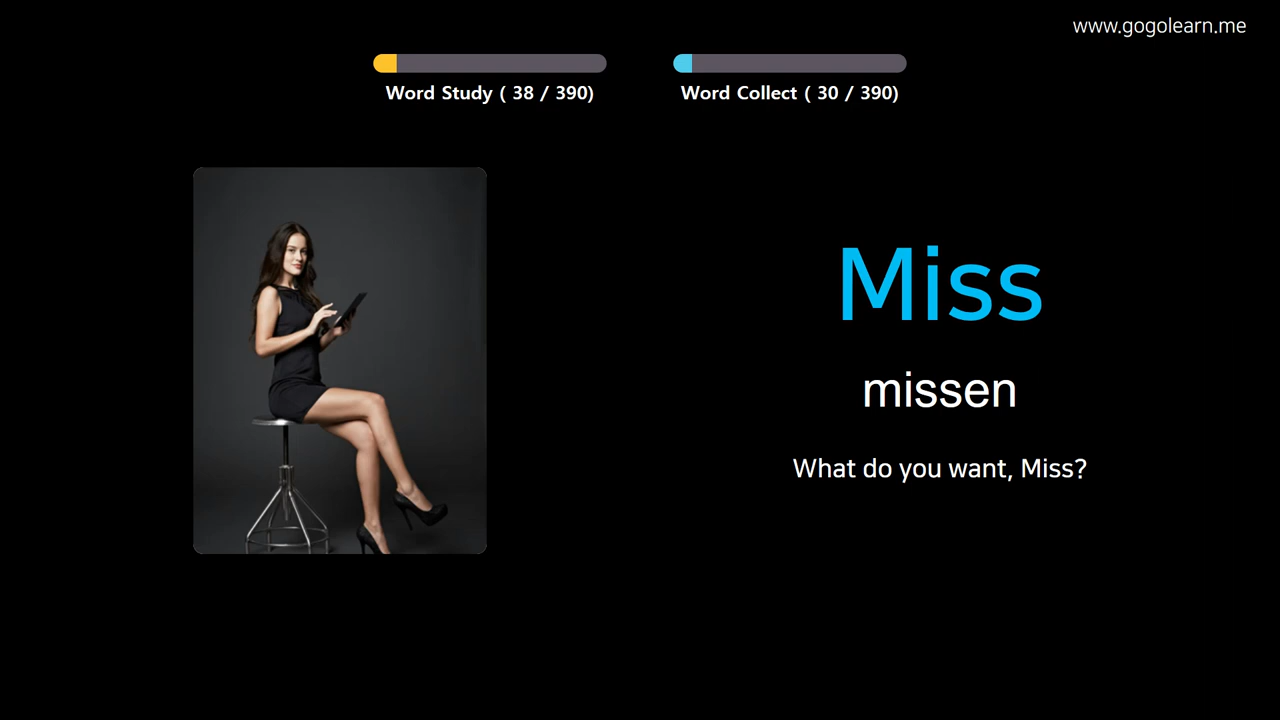 www.gogolearn.me
Word Study ( 38 / 390)
Word Collect ( 30 / 390)
Miss
missen
What do you want, Miss?